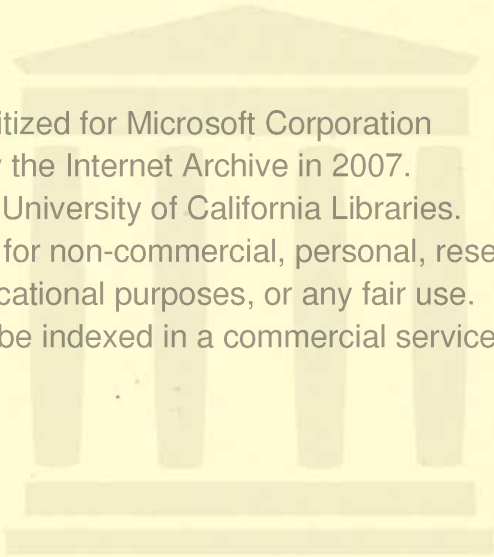 itized for Microsoft Corporation
the Internet Archive in 2007.
University of California Libraries.
for non-commercial, personal, rese
cational purposes, or any fair use.
be indexed in a commercial service